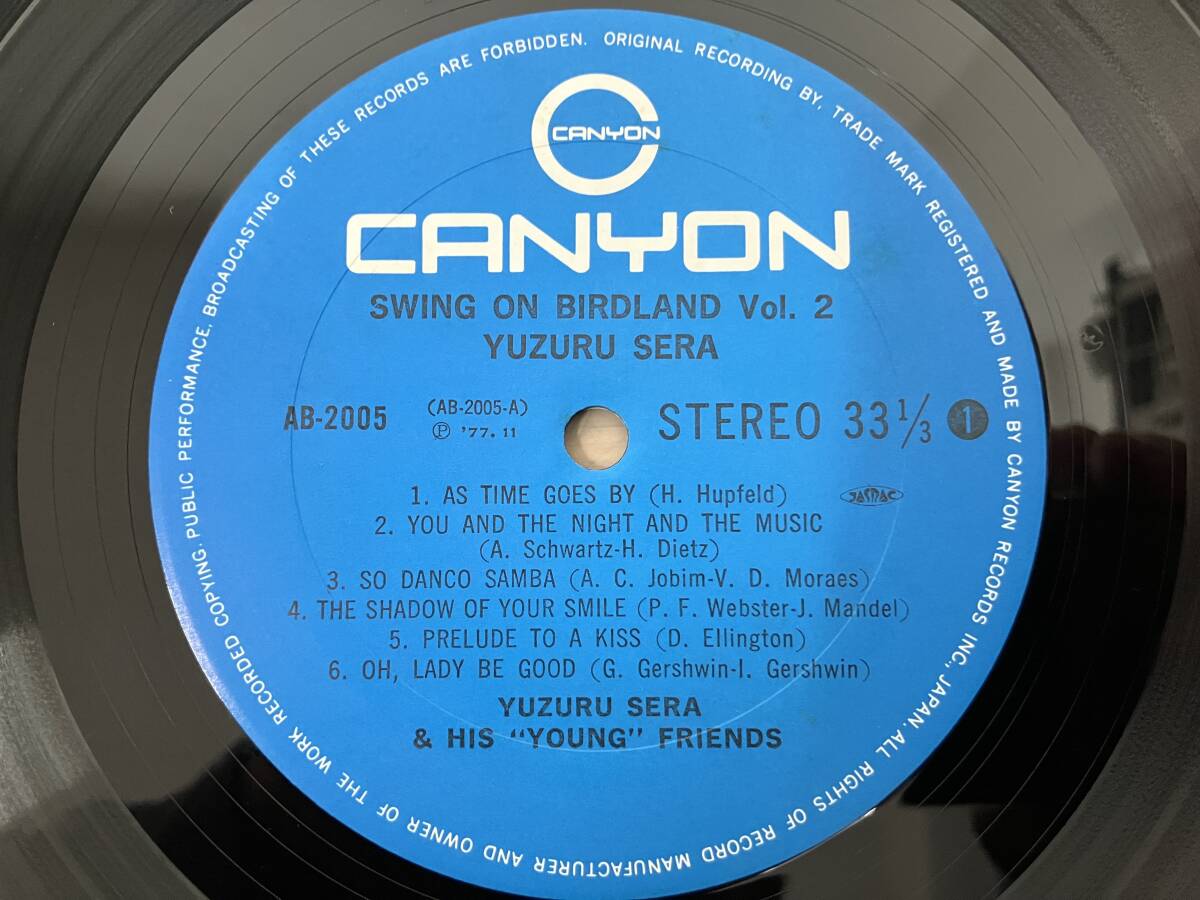 ORIGINAL RECORDING BY, TRADE MARK REGISTERED AND MADE BY CANYON RECORDS INC., JAPAN. ALL RIGHTS OF RECORD MANUFACTURER AND OWNER OF THE WORK RECORDED COPYING. PUBLIC PERFORMANCE. BROADCASTING OF THESE RECORDS ARE FORBIDDEN.
CANYON
CANYON
SWING ON BIRDLAND Vol. 2
YUZURU SERA
AB-2005 (AB-2005-A) STEREO 33 1/3 1
Ⓟ '77. 11
1. AS TIME GOES BY (H. Hupfeld) JASRAC
2. YOU AND THE NIGHT AND THE MUSIC
(A. Schwartz-H. Dietz)
3. SO DANCO SAMBA (A. C. Jobim-V. D. Moraes)
4. THE SHADOW OF YOUR SMILE (P. F. Webster-J. Mandel)
5. PRELUDE TO A KISS (D. Ellington)
6. OH, LADY BE GOOD (G. Gershwin-I. Gershwin)
YUZURU SERA
& HIS "YOUNG" FRIENDS